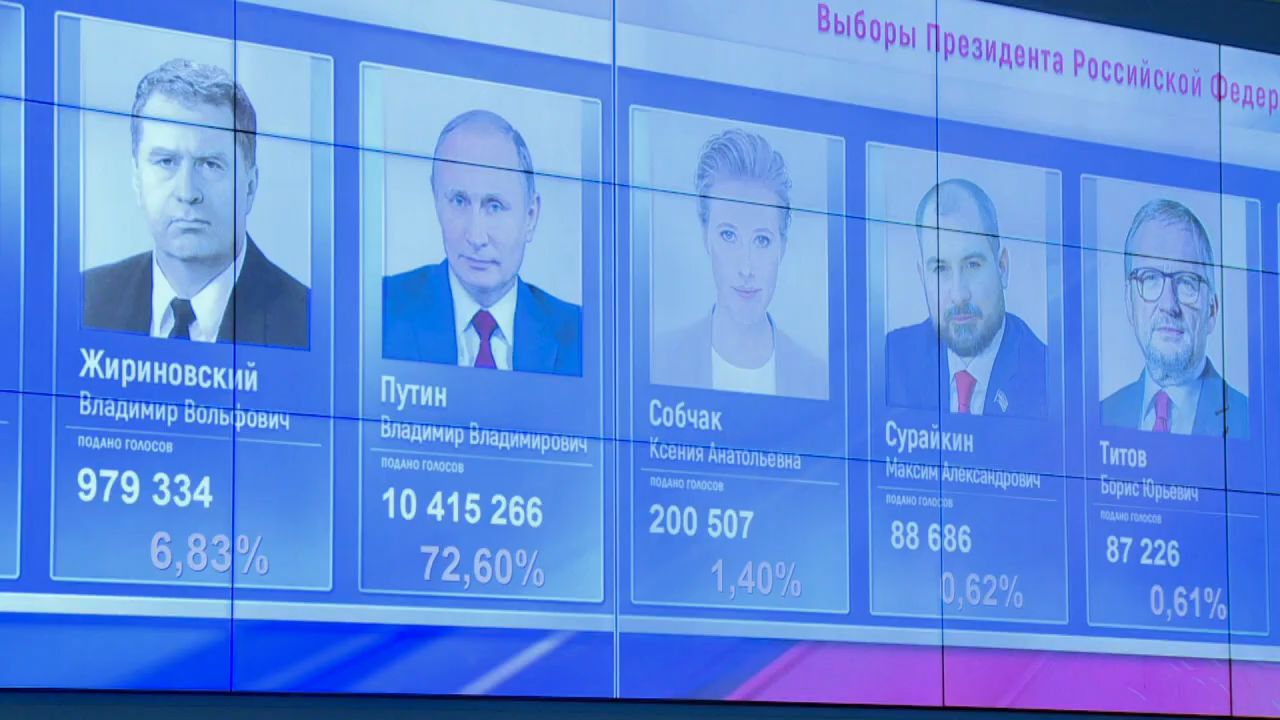 Выборы Президента Российской Федер
Жириновский
Владимир Вольфович
ПОДАНО ГОЛОСОВ
979 334
6,83%
Путин
Владимир Владимирович
ПОДАНО ГОЛОСОВ
10 415 266
72,60%
Собчак
Ксения Анатольевна
ПОДАНО ГОЛОСОВ
200 507
1,40%
Сурайкин
Максим Александрович
ПОДАНО ГОЛОСОВ
88 686
0,62%
Титов
Борис Юрьевич
ПОДАНО ГОЛОСОВ
87 226
0,61%